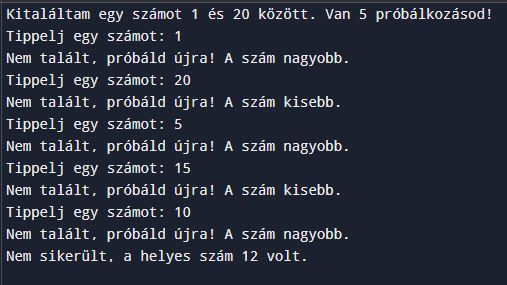 Kitaláltam egy számot 1 és 20 között. Van 5 próbálkozásod!
Tippelj egy számot: 1
Nem talált, próbáld újra! A szám nagyobb.
Tippelj egy számot: 20
Nem talált, próbáld újra! A szám kisebb.
Tippelj egy számot: 5
Nem talált, próbáld újra! A szám nagyobb.
Tippelj egy számot: 15
Nem talált, próbáld újra! A szám kisebb.
Tippelj egy számot: 10
Nem talált, próbáld újra! A szám nagyobb.
Nem sikerült, a helyes szám 12 volt.